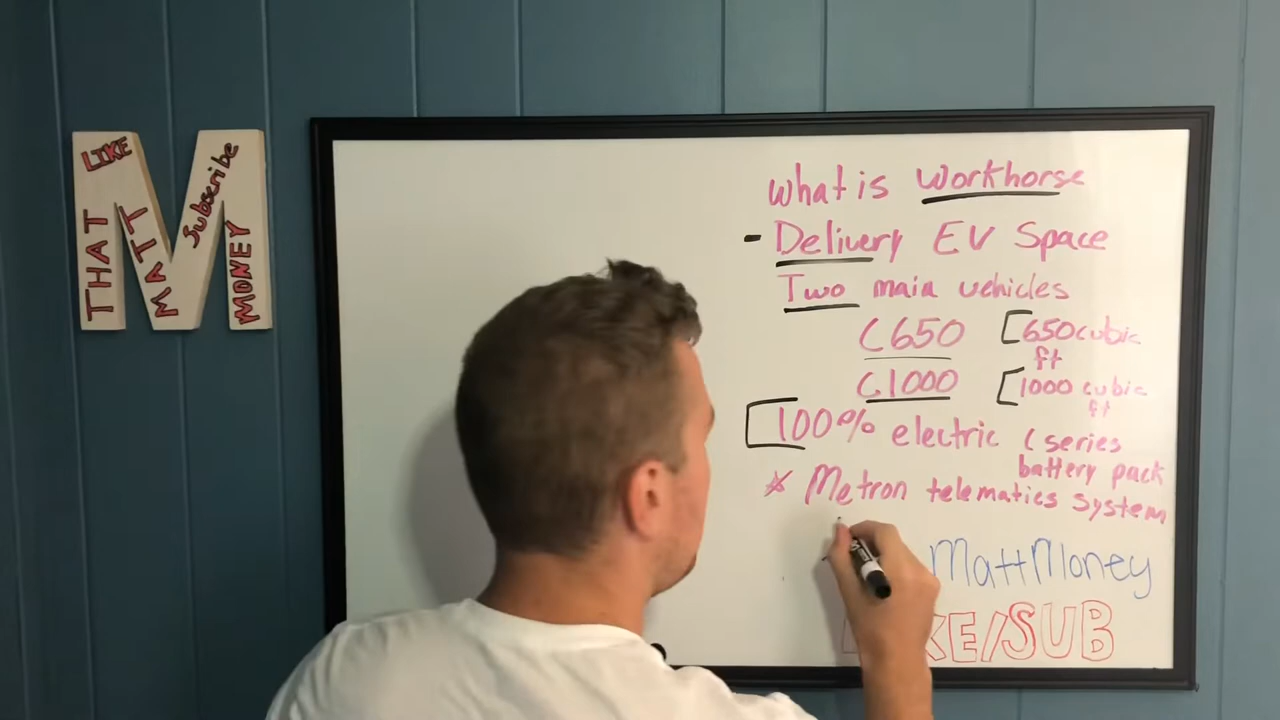 LIKE
THAT
MATT
Subscribe
MONEY
What is Workhorse
- Delivery EV Space
Two main vehicles
C650 [650 cubic
ft
C1000 [1000 cubic
ft
[100% electric (series
battery pack
* Metron telematics system
MattMoney
KE/SUB